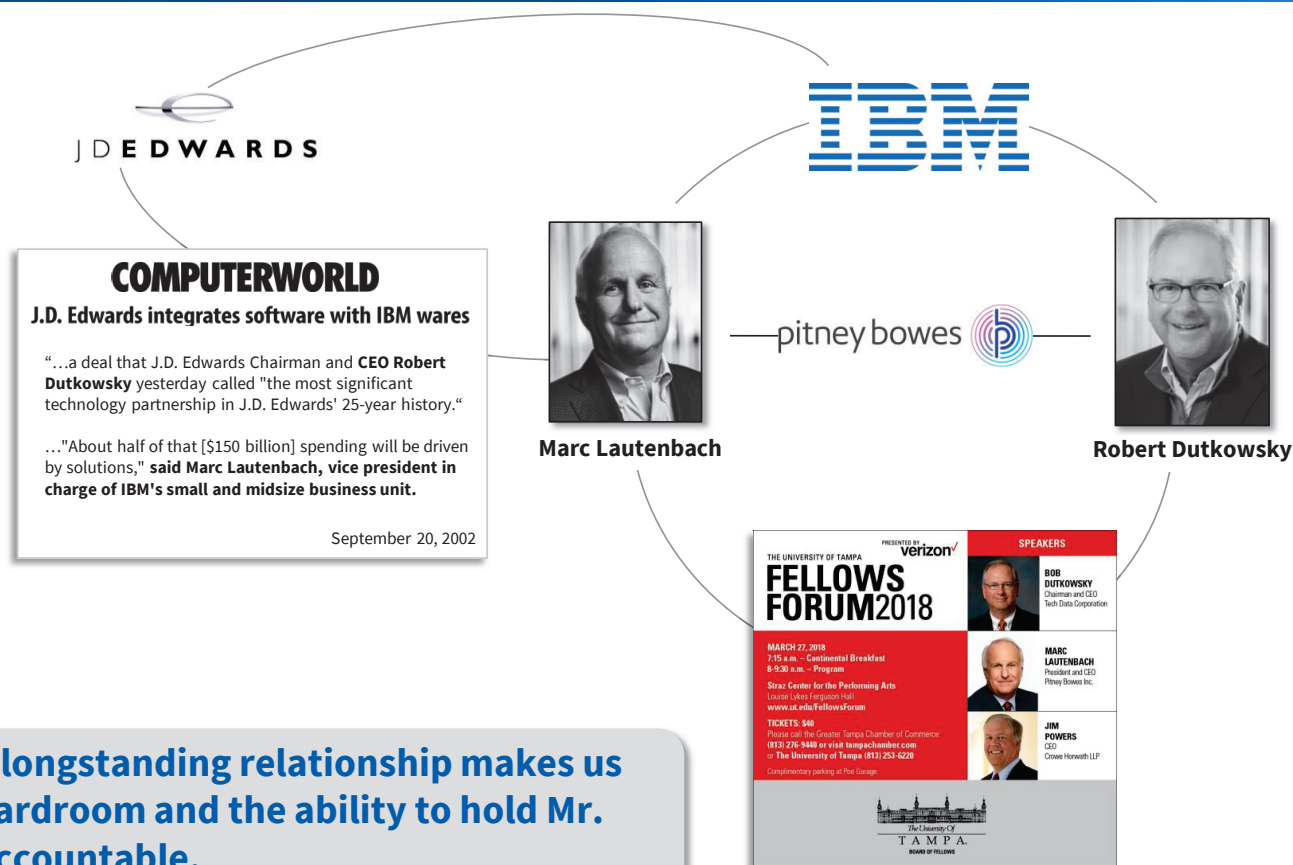 JDEDWARDS
IBM
COMPUTERWORLD
J.D. Edwards integrates software with IBM wares
“…a deal that J.D. Edwards Chairman and CEO Robert
Dutkowsky yesterday called "the most significant
technology partnership in J.D. Edwards' 25-year history.“
…"About half of that [$150 billion] spending will be driven
by solutions," said Marc Lautenbach, vice president in
charge of IBM's small and midsize business unit.
September 20, 2002
pitney bowes
Marc Lautenbach
Robert Dutkowsky
PRESENTED BY
verizon
THE UNIVERSITY OF TAMPA
FELLOWS
FORUM2018
MARCH 27, 2018
7:15 a.m. – Continental Breakfast
8-9:30 a.m. – Program
Straz Center for the Performing Arts
Louise Lykes Ferguson Hall
www.ut.edu/FellowsForum
TICKETS: $40
Please call the Greater Tampa Chamber of Commerce:
(813) 276-9440 or visit tampachamber.com
or The University of Tampa (813) 253-6220
Complimentary parking at Poe Garage
SPEAKERS
BOB
DUTKOWSKY
Chairman and CEO
Tech Data Corporation
MARC
LAUTENBACH
President and CEO
Pitney Bowes Inc.
JIM
POWERS
CEO
Crowe Horwath LLP
The University Of
TAMPA
BOARD OF FELLOWS
longstanding relationship makes us
ardroom and the ability to hold Mr.
ccountable.